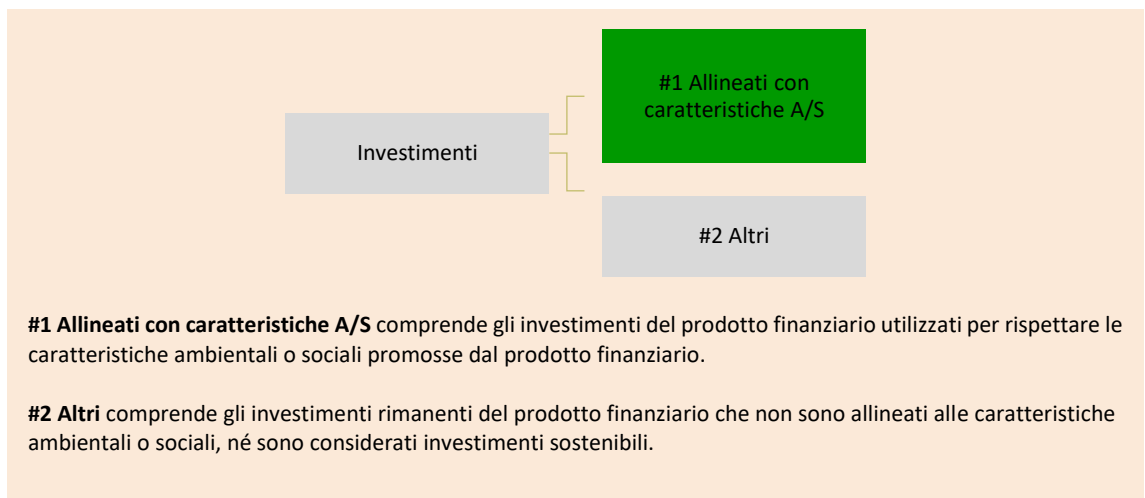 #1 Allineati con
caratteristiche A/S
Investimenti
#2 Altri
#1 Allineati con caratteristiche A/S comprende gli investimenti del prodotto finanziario utilizzati per rispettare le
caratteristiche ambientali o sociali promosse dal prodotto finanziario.
#2 Altri comprende gli investimenti rimanenti del prodotto finanziario che non sono allineati alle caratteristiche
ambientali o sociali, né sono considerati investimenti sostenibili.